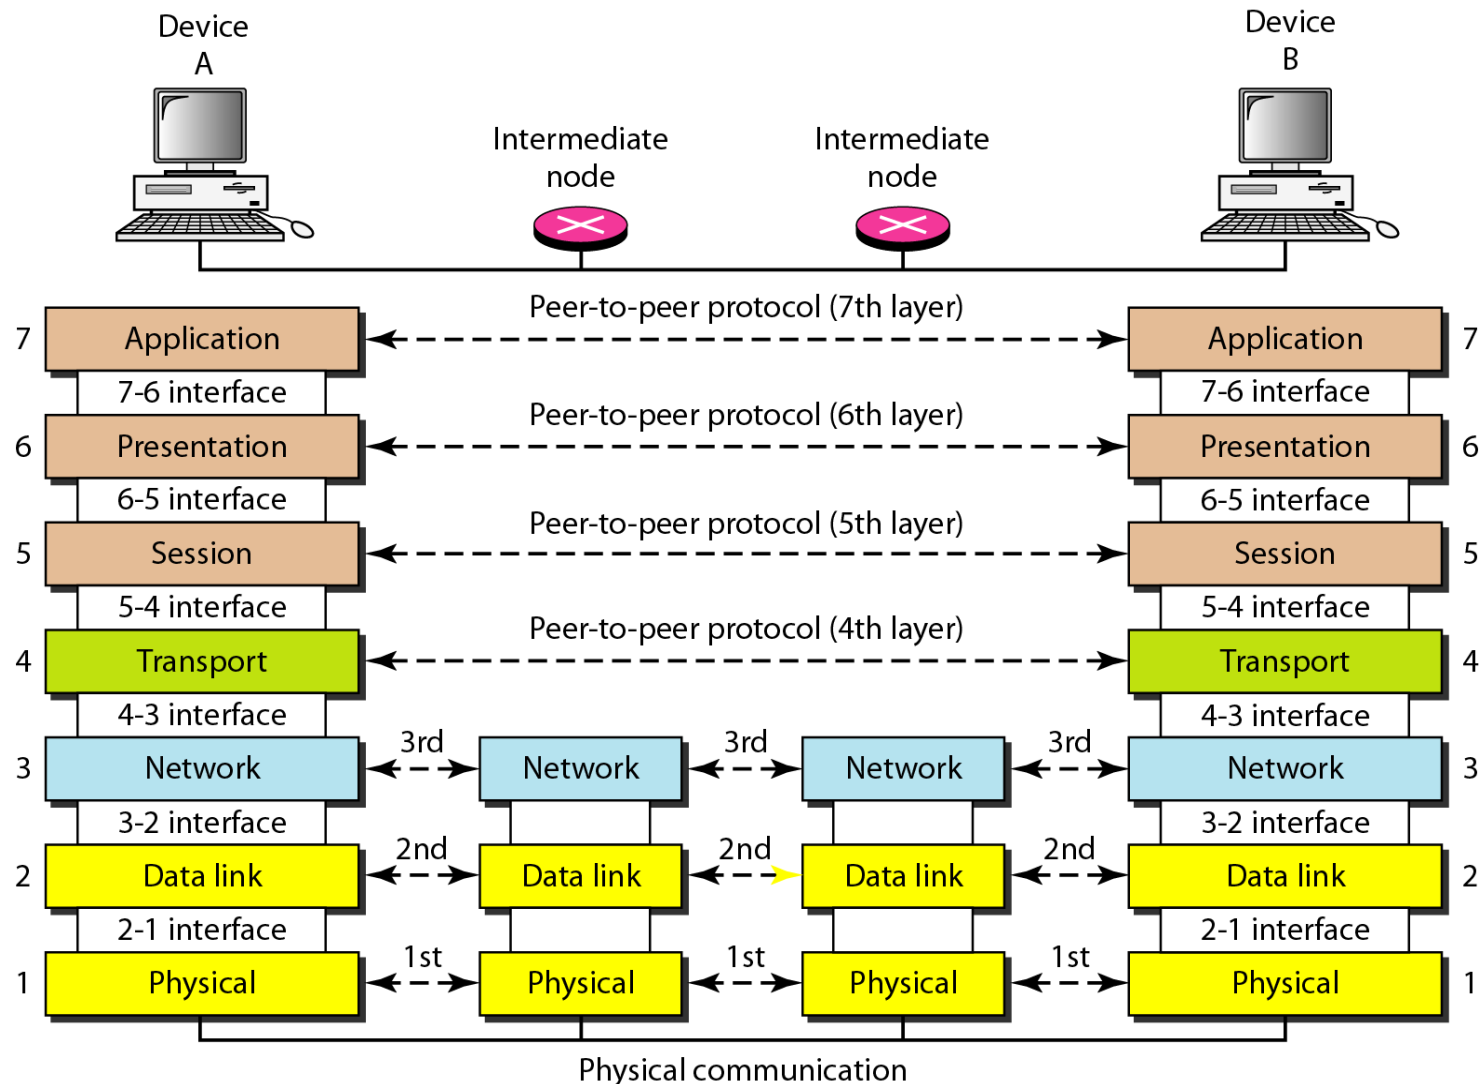 Device
A
Device
B
Intermediate
node
Intermediate
node
7 Application Peer-to-peer protocol (7th layer) Application 7
7-6 interface 7-6 interface
6 Presentation Peer-to-peer protocol (6th layer) Presentation 6
6-5 interface 6-5 interface
5 Session Peer-to-peer protocol (5th layer) Session 5
5-4 interface 5-4 interface
4 Transport Peer-to-peer protocol (4th layer) Transport 4
4-3 interface 4-3 interface
3 Network 3rd Network 3rd Network 3rd Network 3
3-2 interface 3-2 interface
2 Data link 2nd Data link 2nd Data link 2nd Data link 2
2-1 interface 2-1 interface
1 Physical 1st Physical 1st Physical 1st Physical 1
Physical communication